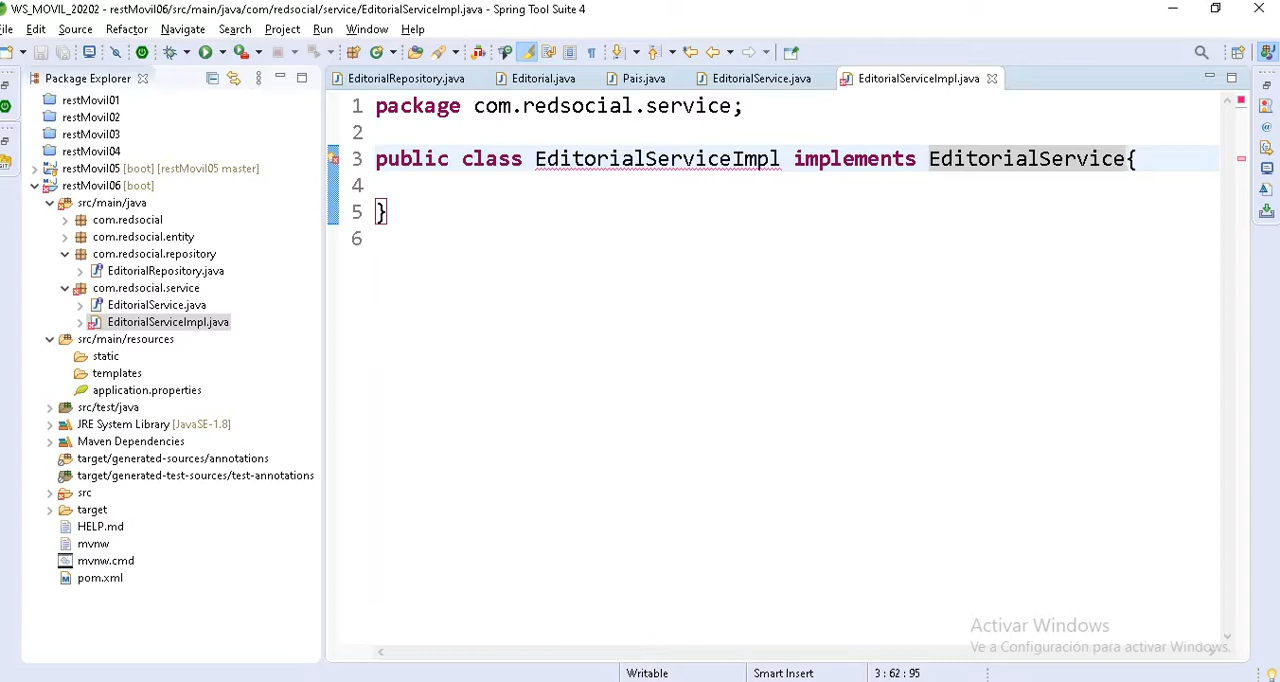 WS_MOVIL_20202 - restMovil06/src/main/java/com/redsocial/service/EditorialServiceImpl.java - Spring Tool Suite 4
ile Edit Source Refactor Navigate Search Project Run Window Help
Package Explorer
EditorialRepository.java Editorial.java Pais.java EditorialService.java EditorialServiceImpl.java
restMovil01
restMovil02
restMovil03
restMovil04
restMovil05 [boot] [restMovil05 master]
restMovil06 [boot]
src/main/java
com.redsocial
com.redsocial.entity
com.redsocial.repository
EditorialRepository.java
com.redsocial.service
EditorialService.java
EditorialServiceImpl.java
src/main/resources
static
templates
application.properties
src/test/java
JRE System Library [JavaSE-1.8]
Maven Dependencies
target/generated-sources/annotations
target/generated-test-sources/test-annotations
src
target
HELP.md
mvnw
mvnw.cmd
pom.xml
1 package com.redsocial.service;
2
3 public class EditorialServiceImpl implements EditorialService{
4
5 }
6
Activar Windows
Ve a Configuración para activar Windows.
Writable Smart Insert 3 : 62 : 95